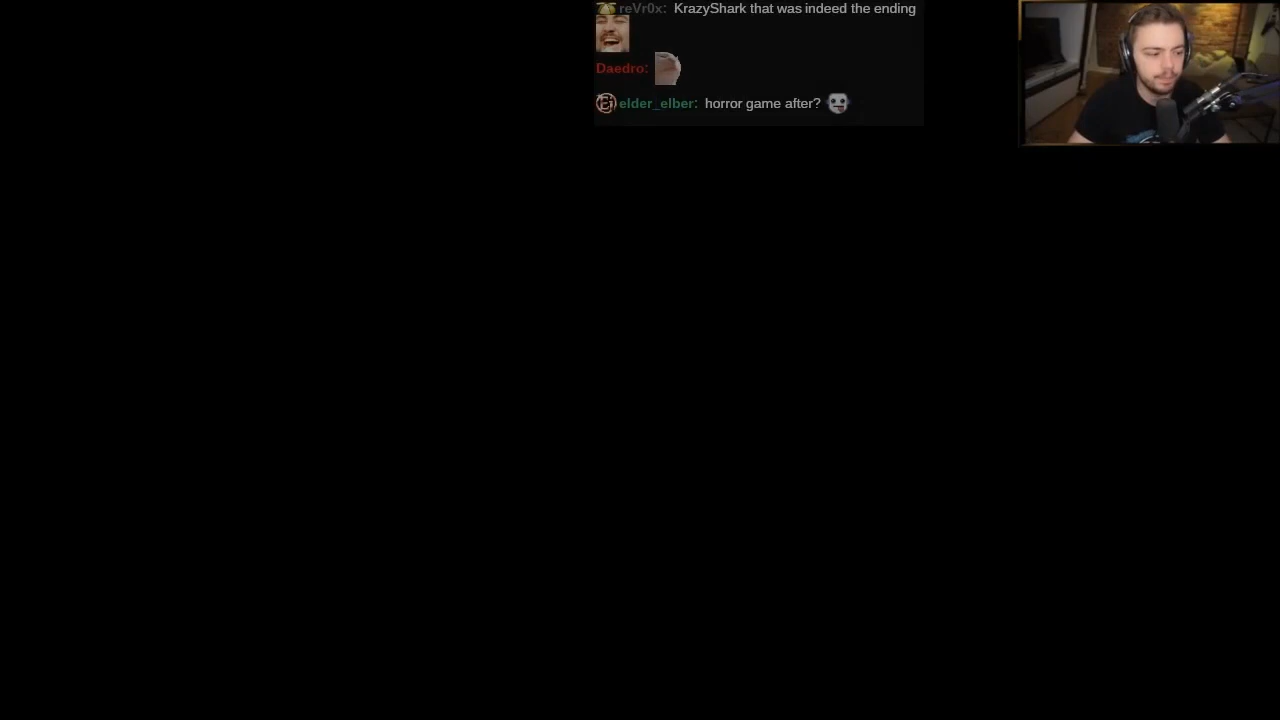 reVr0x: KrazyShark that was indeed the ending
Daedro:
elder_elber: horror game after?